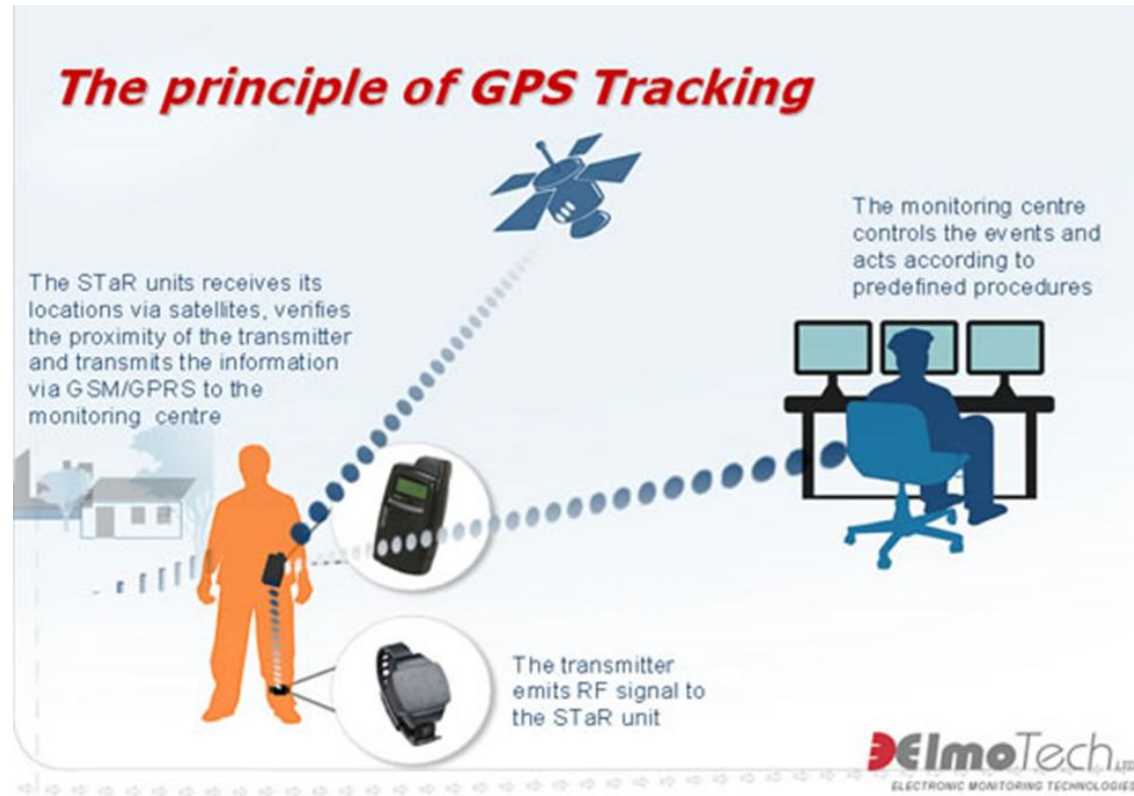 The principle of GPS Tracking
The STaR units receives its
locations via satellites, verifies
the proximity of the transmitter
and transmits the information
via GSM/GPRS to the
monitoring centre
The monitoring centre
controls the events and
acts according to
predefined procedures
The transmitter
emits RF signal to
the STaR unit
ElmoTech LTD
ELECTRONIC MONITORING TECHNOLOGIES